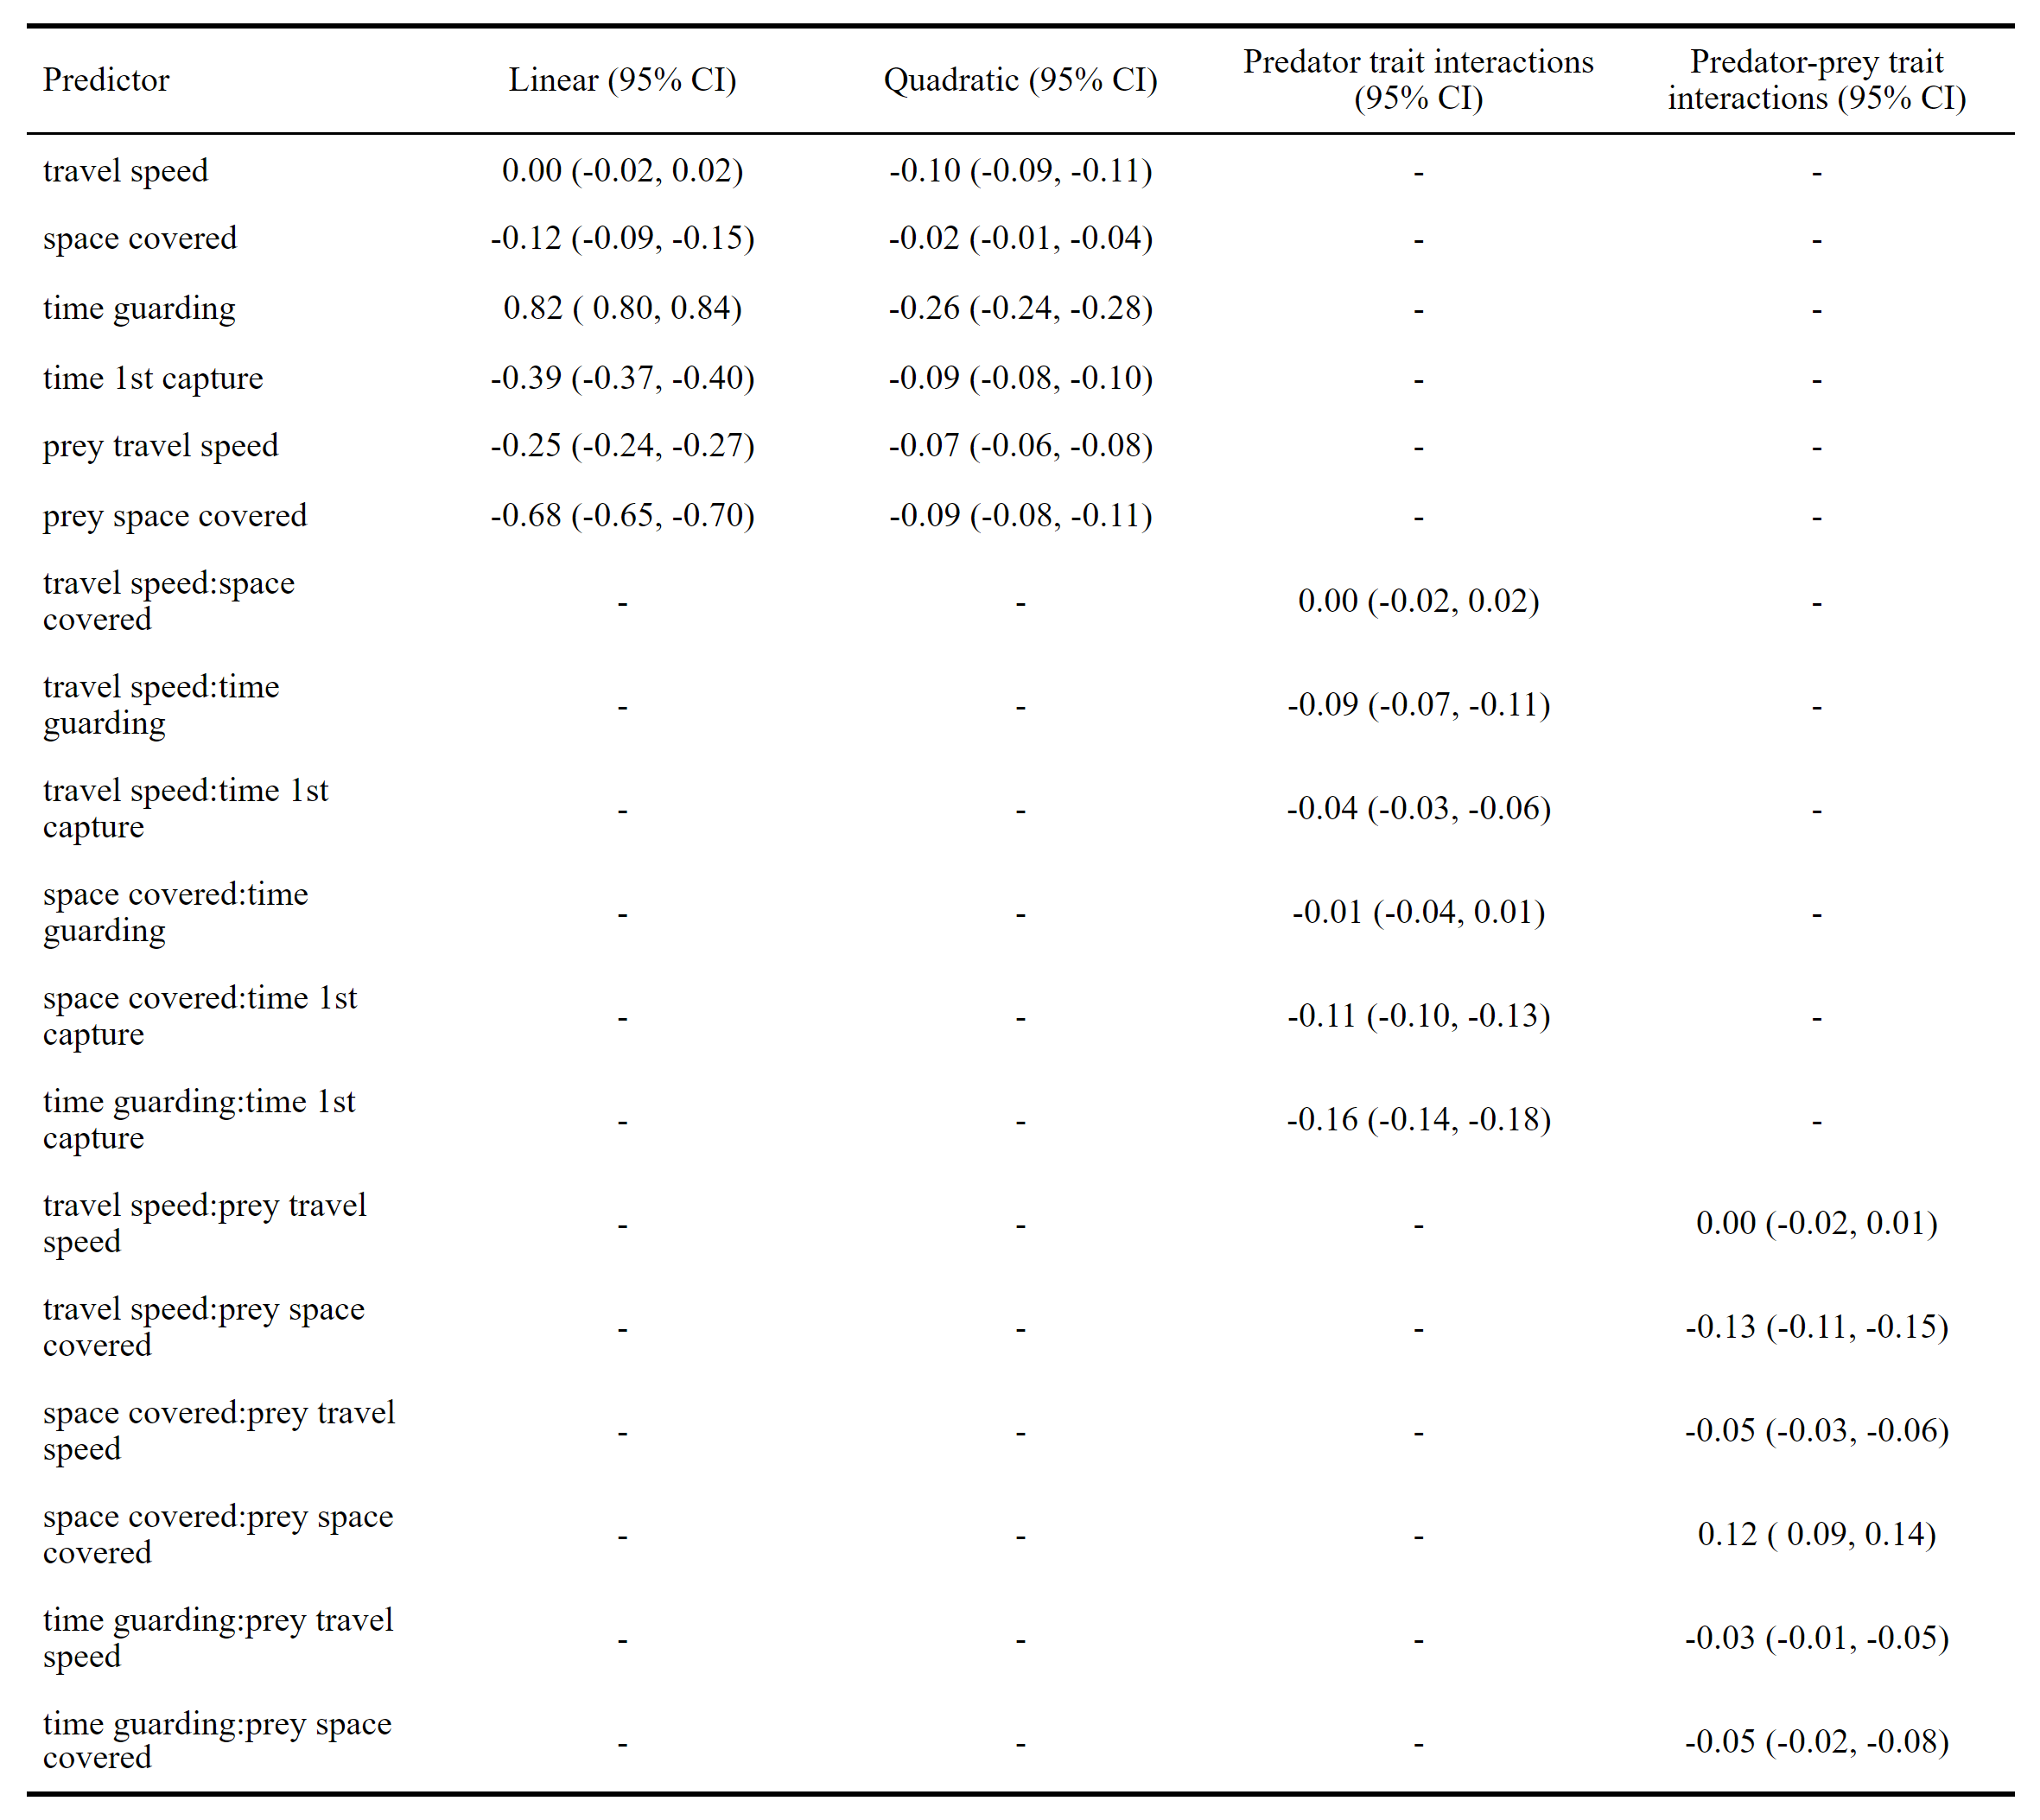 Predictor Linear (95% CI) Quadratic (95% CI) Predator trait interactions (95% CI) Predator-prey trait interactions (95% CI)
travel speed 0.00 (-0.02, 0.02) -0.10 (-0.09, -0.11) - -
space covered -0.12 (-0.09, -0.15) -0.02 (-0.01, -0.04) - -
time guarding 0.82 ( 0.80, 0.84) -0.26 (-0.24, -0.28) - -
time 1st capture -0.39 (-0.37, -0.40) -0.09 (-0.08, -0.10) - -
prey travel speed -0.25 (-0.24, -0.27) -0.07 (-0.06, -0.08) - -
prey space covered -0.68 (-0.65, -0.70) -0.09 (-0.08, -0.11) - -
travel speed:space covered - - 0.00 (-0.02, 0.02) -
travel speed:time guarding - - -0.09 (-0.07, -0.11) -
travel speed:time 1st capture - - -0.04 (-0.03, -0.06) -
space covered:time guarding - - -0.01 (-0.04, 0.01) -
space covered:time 1st capture - - -0.11 (-0.10, -0.13) -
time guarding:time 1st capture - - -0.16 (-0.14, -0.18) -
travel speed:prey travel speed - - - 0.00 (-0.02, 0.01)
travel speed:prey space covered - - - -0.13 (-0.11, -0.15)
space covered:prey travel speed - - - -0.05 (-0.03, -0.06)
space covered:prey space covered - - - 0.12 ( 0.09, 0.14)
time guarding:prey travel speed - - - -0.03 (-0.01, -0.05)
time guarding:prey space covered - - - -0.05 (-0.02, -0.08)